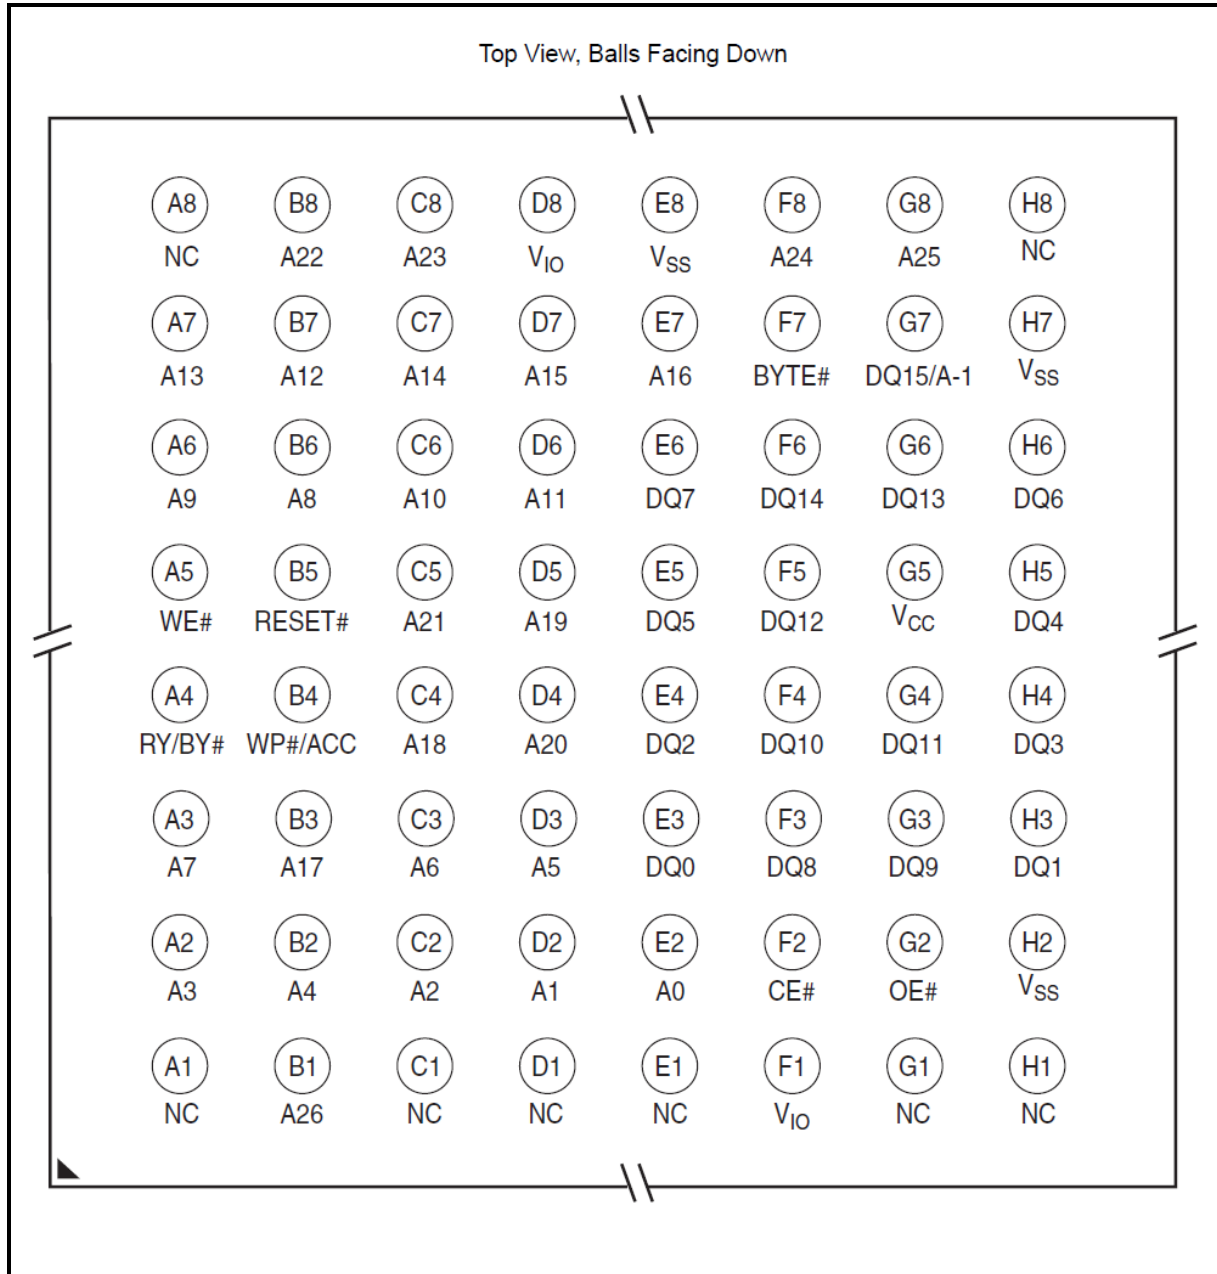 Top View, Balls Facing Down
A8 B8 C8 D8 E8 F8 G8 H8
NC A22 A23 VIO VSS A24 A25 NC
A7 B7 C7 D7 E7 F7 G7 H7
A13 A12 A14 A15 A16 BYTE# DQ15/A-1 VSS
A6 B6 C6 D6 E6 F6 G6 H6
A9 A8 A10 A11 DQ7 DQ14 DQ13 DQ6
A5 B5 C5 D5 E5 F5 G5 H5
WE# RESET# A21 A19 DQ5 DQ12 VCC DQ4
A4 B4 C4 D4 E4 F4 G4 H4
RY/BY# WP#/ACC A18 A20 DQ2 DQ10 DQ11 DQ3
A3 B3 C3 D3 E3 F3 G3 H3
A7 A17 A6 A5 DQ0 DQ8 DQ9 DQ1
A2 B2 C2 D2 E2 F2 G2 H2
A3 A4 A2 A1 A0 CE# OE# VSS
A1 B1 C1 D1 E1 F1 G1 H1
NC A26 NC NC NC VIO NC NC